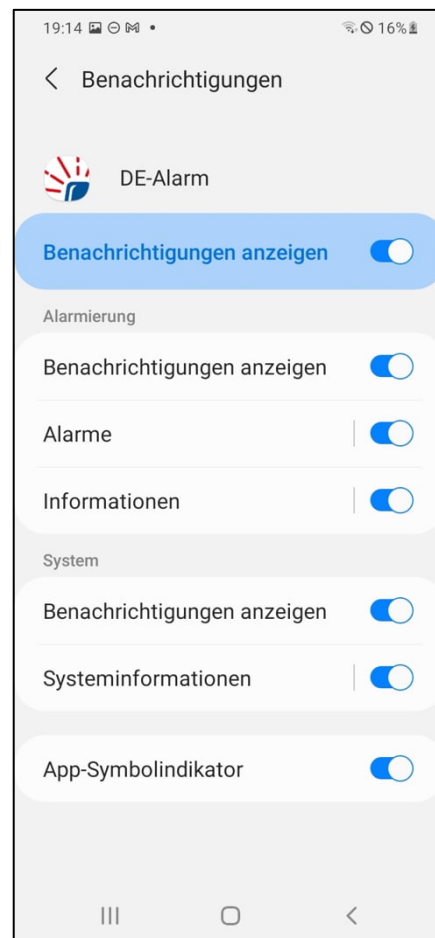 19:14
16%
Benachrichtigungen
DE-Alarm
Benachrichtigungen anzeigen
Alarmierung
Benachrichtigungen anzeigen
Alarme
Informationen
System
Benachrichtigungen anzeigen
Systeminformationen
App-Symbolindikator